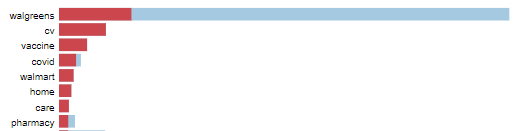 walgreens
cv
vaccine
covid
walmart
home
care
pharmacy